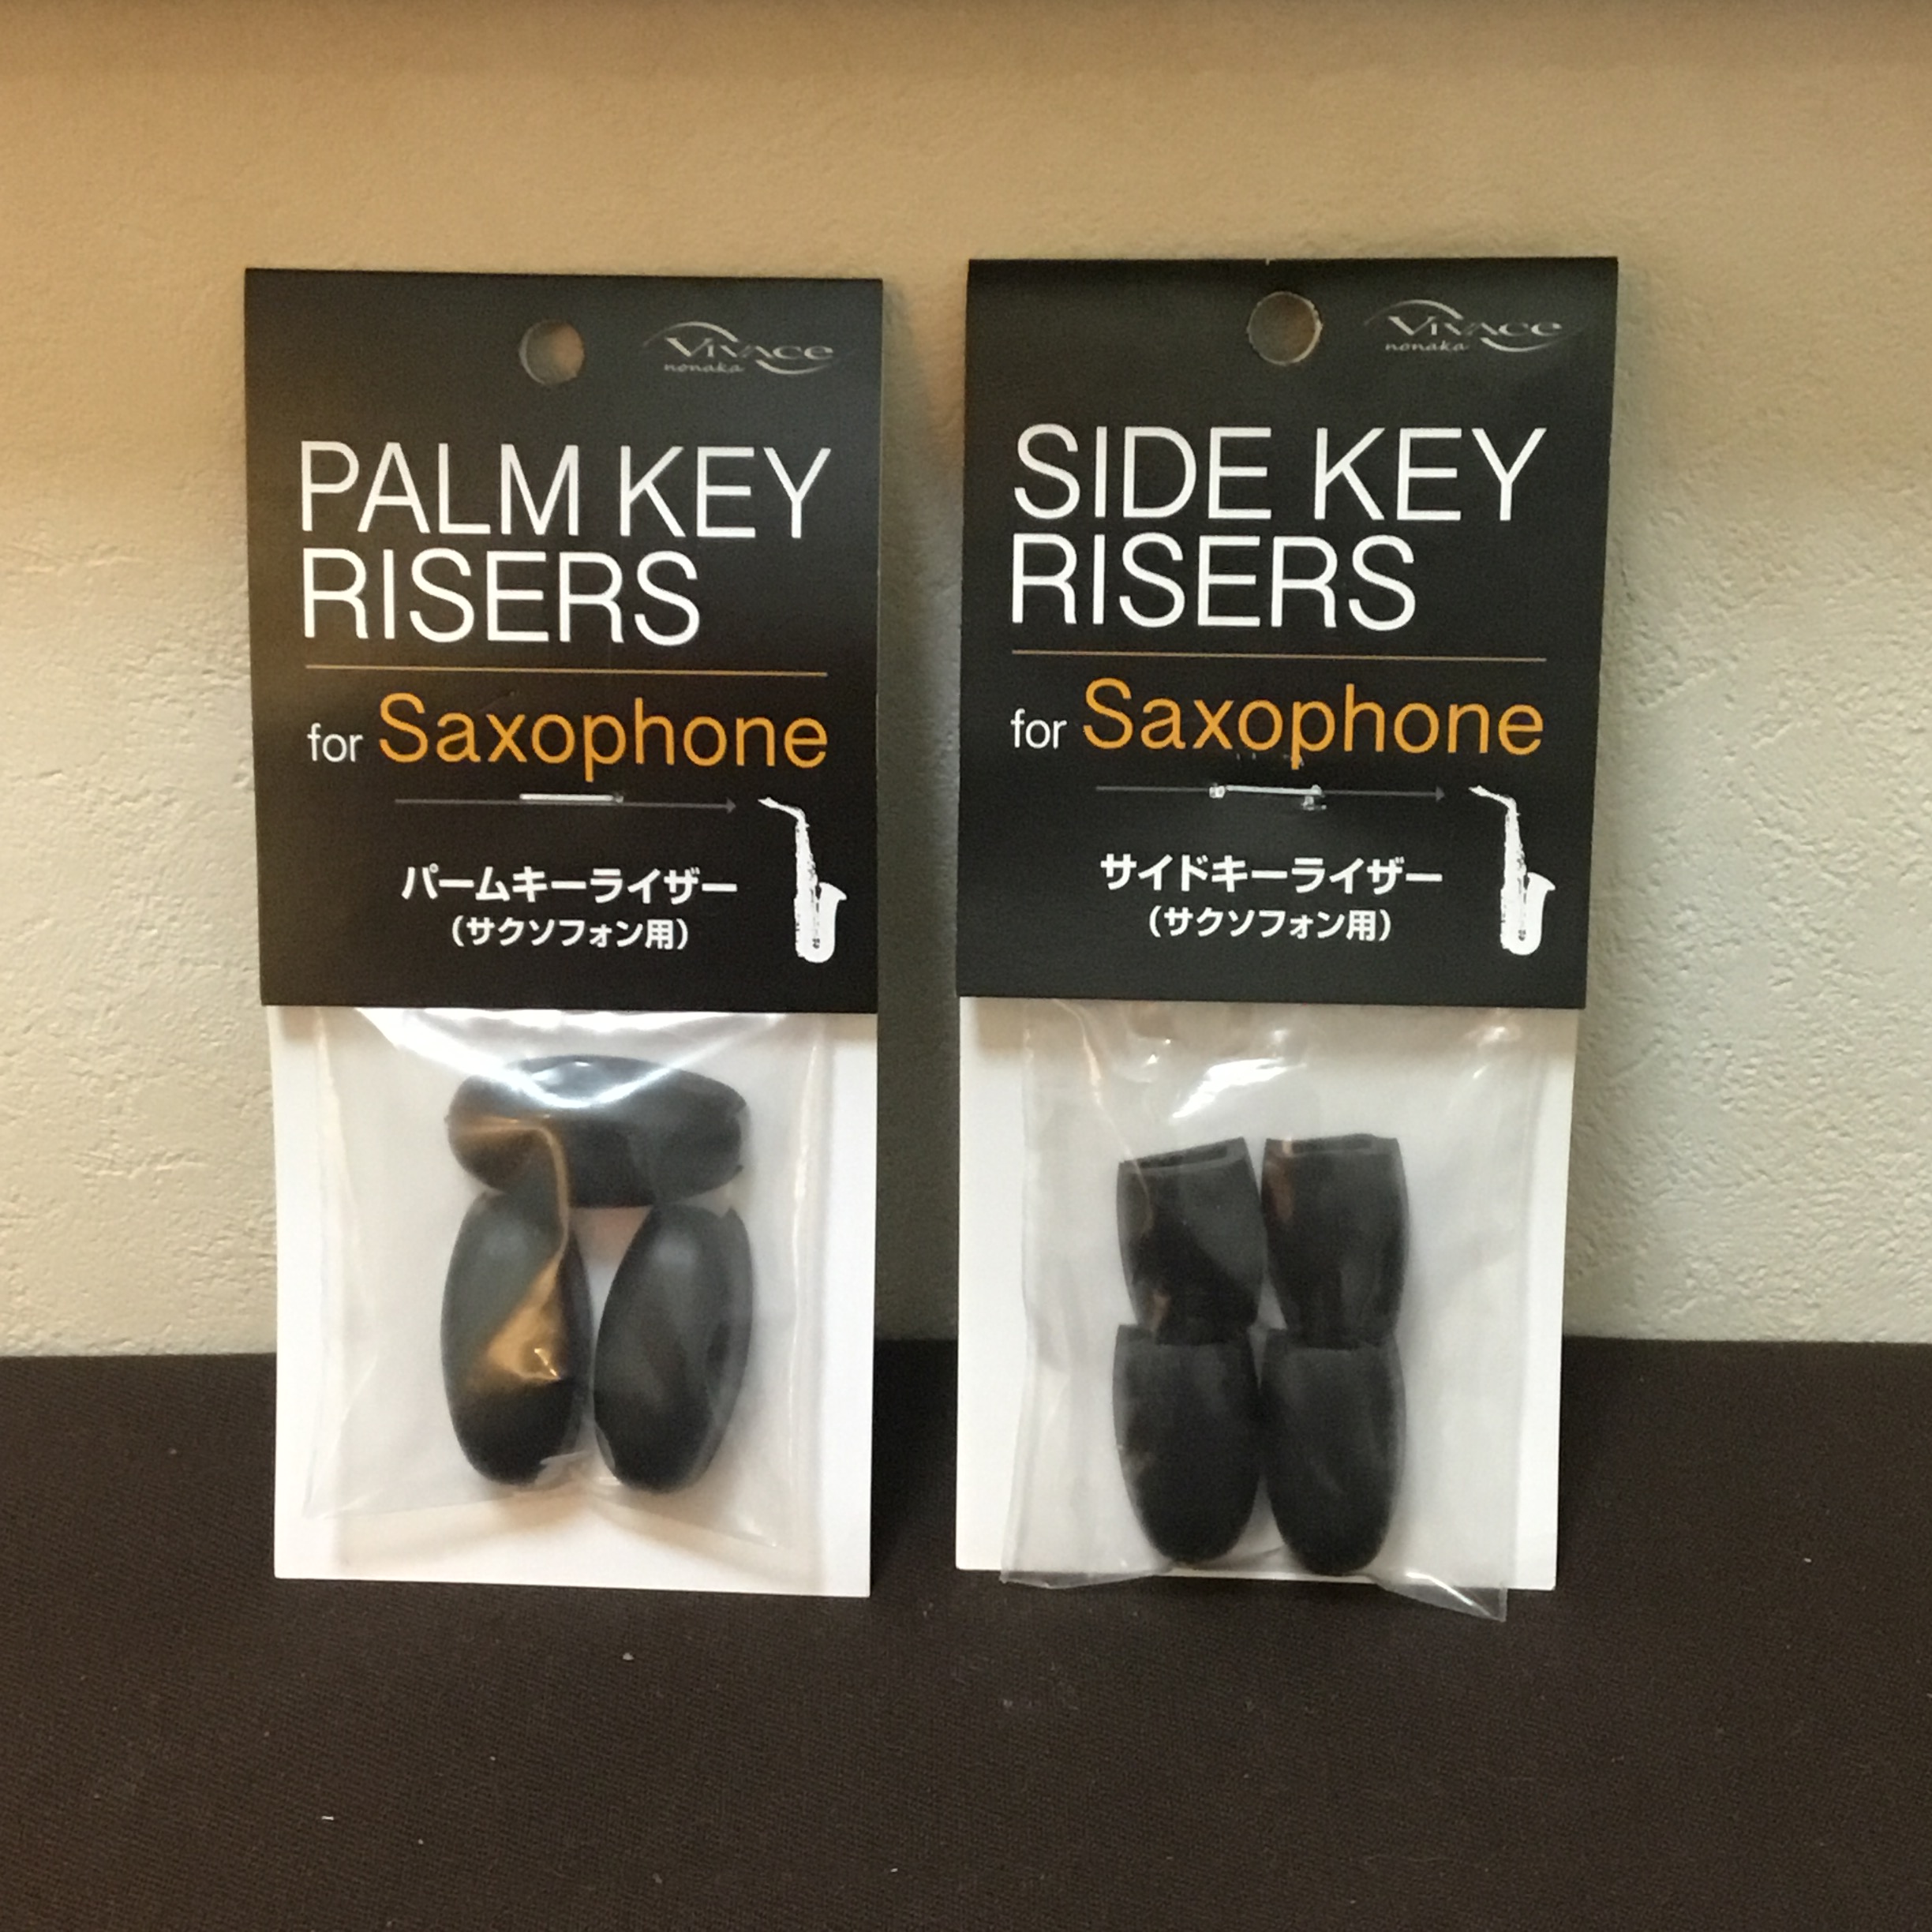 Vivace
nonaka
PALM KEY
RISERS
for Saxophone
パームキーライザー
(サクソフォン用)
Vivace
nonaka
SIDE KEY
RISERS
for Saxophone
サイドキーライザー
(サクソフォン用)